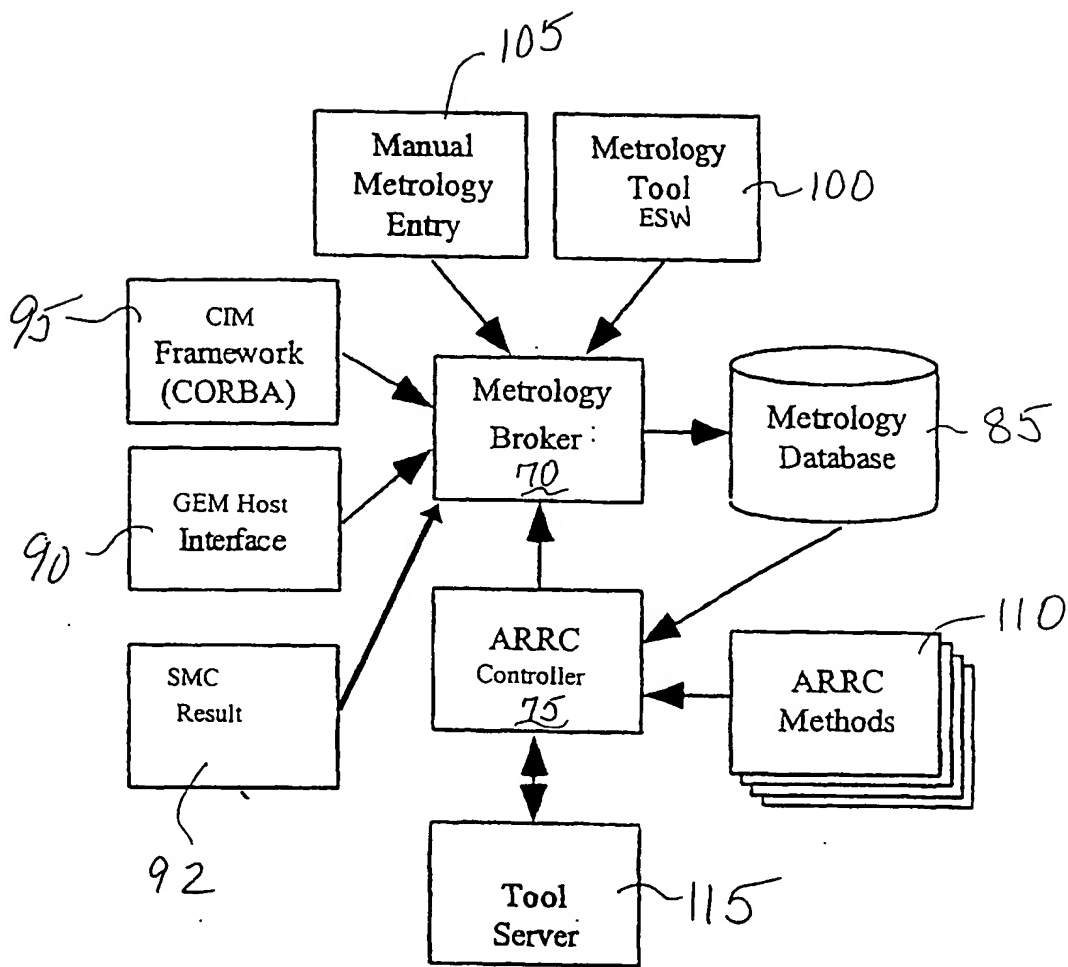 105
Manual
Metrology
Entry
Metrology
Tool
ESW
100
95
CIM
Framework
(CORBA)
Metrology
Broker :
70
Metrology
Database
85
GEM Host
Interface
90
ARRC
Controller
75
110
ARRC
Methods
SMC
Result
92
Tool
Server
115